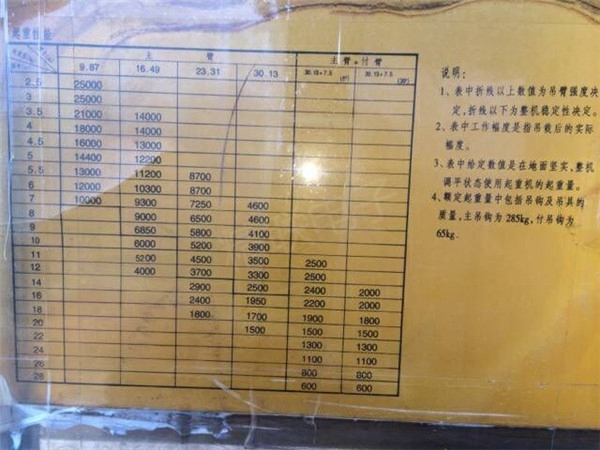 起重性能
主臂 主臂+付臂
9.87 16.49 23.31 30.13 30.13+7.5 30.13+7.5
2.5 25000
3 25000
3.5 21000 14000
4 18000 14000
4.5 16000 13000
5 14400 12200
5.5 13000 11200 8700
6 12000 10300 8700
7 10000 9300 7250 4600
8 9000 6500 4600
9 6850 5800 4100
10 6000 5200 3900
11 5200 4500 3500 2500
12 4000 3700 3300 2500
14 2900 2500 2400 2000
16 2400 1950 2200 2000
18 1800 1700 1900 1800
20 1500 1500 1500
22 1300 1300
24 1100 1100
26 800 800
28 600 600
说明：
1、表中折线以上数值为吊臂强度决
定，折线以下为整机稳定性决定。
2、表中工作幅度是指吊载后的实际
幅度。
3、表中给定数值是在地面坚实，整机
调平状态使用起重机的起重量。
4、额定起重量中包括吊钩及吊具的
质量，主吊钩为285kg，付吊钩为
65kg.